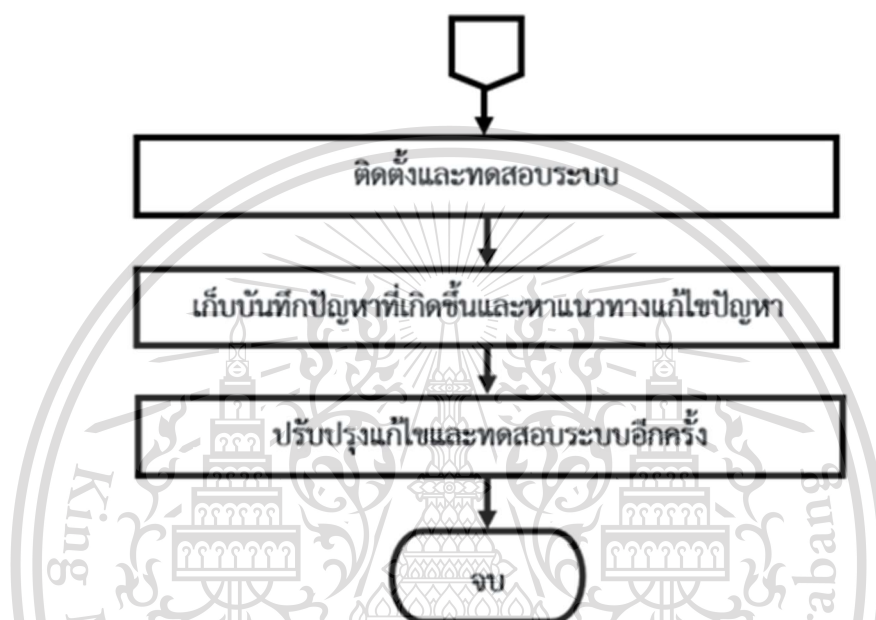 ติดตั้งและทดสอบระบบ
เก็บบันทึกปัญหาที่เกิดขึ้นและหาแนวทางแก้ไขปัญหา
ปรับปรุงแก้ไขและทดสอบระบบอีกครั้ง
จบ
King
abang